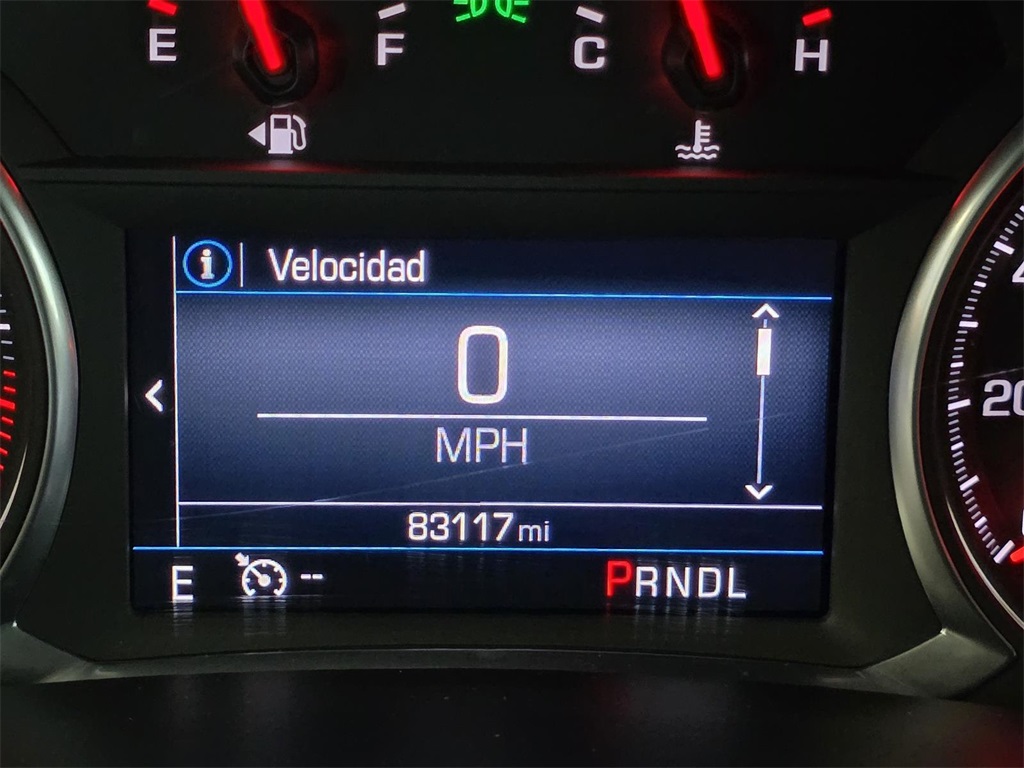 E F C H
Velocidad
0
MPH
83117 mi
E -- PRNDL
20